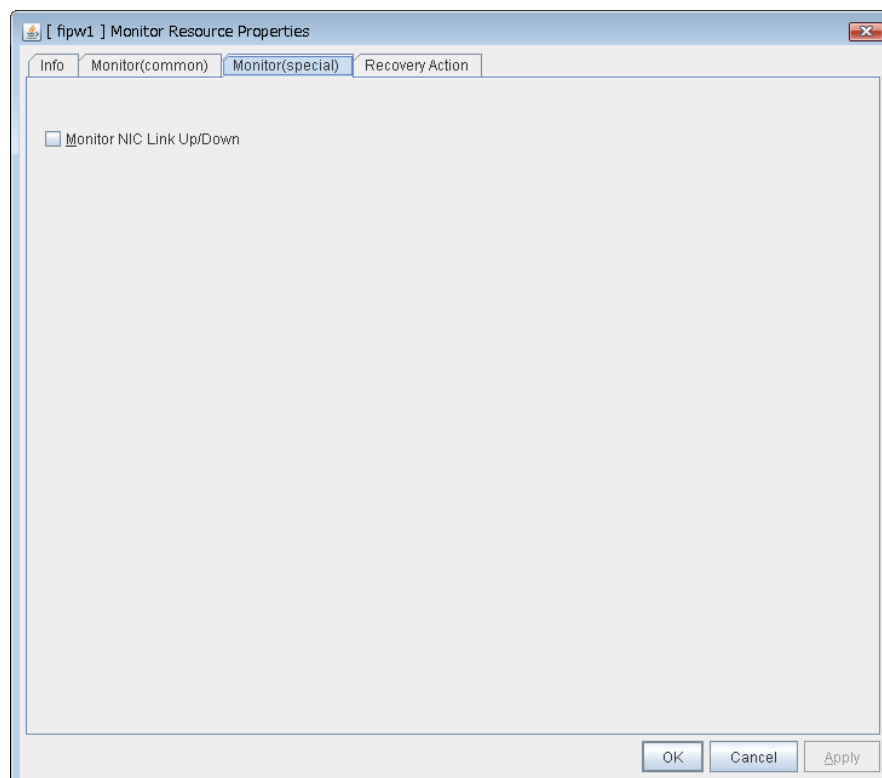 [ fipw1 ] Monitor Resource Properties
Info Monitor(common) Monitor(special) Recovery Action
Monitor NIC Link Up/Down
OK Cancel Apply